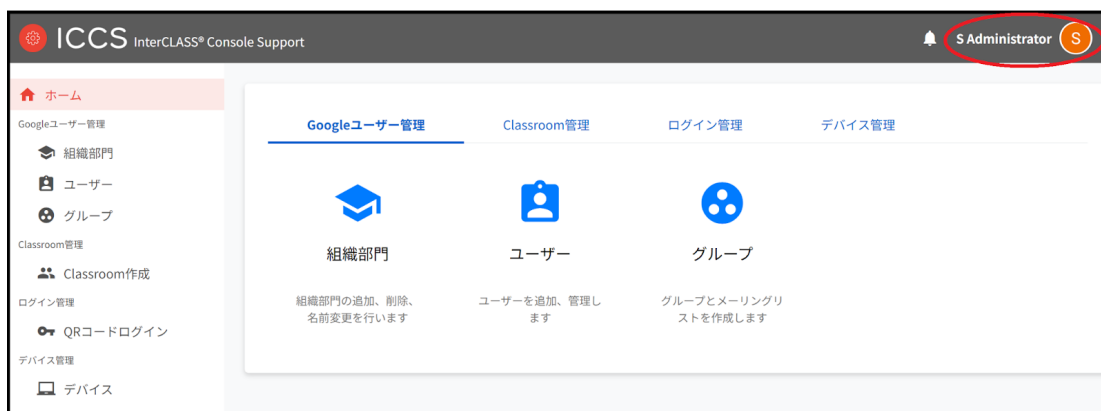 ICCS InterCLASS® Console Support
S Administrator S
ホーム
Googleユーザー管理
組織部門
ユーザー
グループ
Classroom管理
Classroom作成
ログイン管理
QRコードログイン
デバイス管理
デバイス
Googleユーザー管理 Classroom管理 ログイン管理 デバイス管理
組織部門
組織部門の追加、削除、
名前変更を行います
ユーザー
ユーザーを追加、管理し
ます
グループ
グループとメーリングリ
ストを作成します